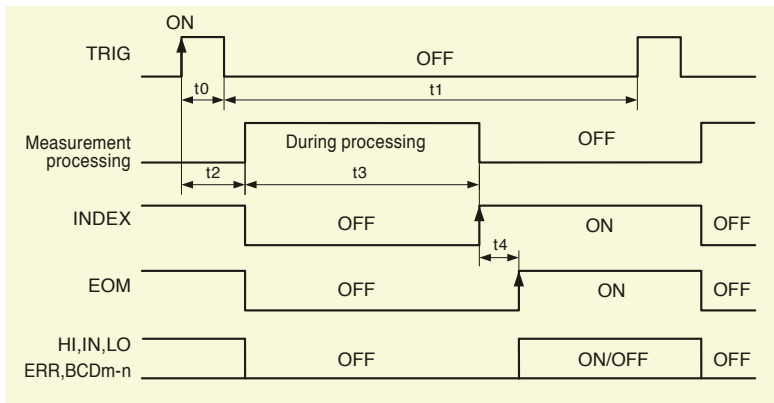 ON
TRIG
OFF
t0
t1
Measurement
processing
During processing
OFF
t2
t3
INDEX
OFF
ON
OFF
t4
EOM
OFF
ON
OFF
HI,IN,LO
ERR,BCDm-n
OFF
ON/OFF
OFF